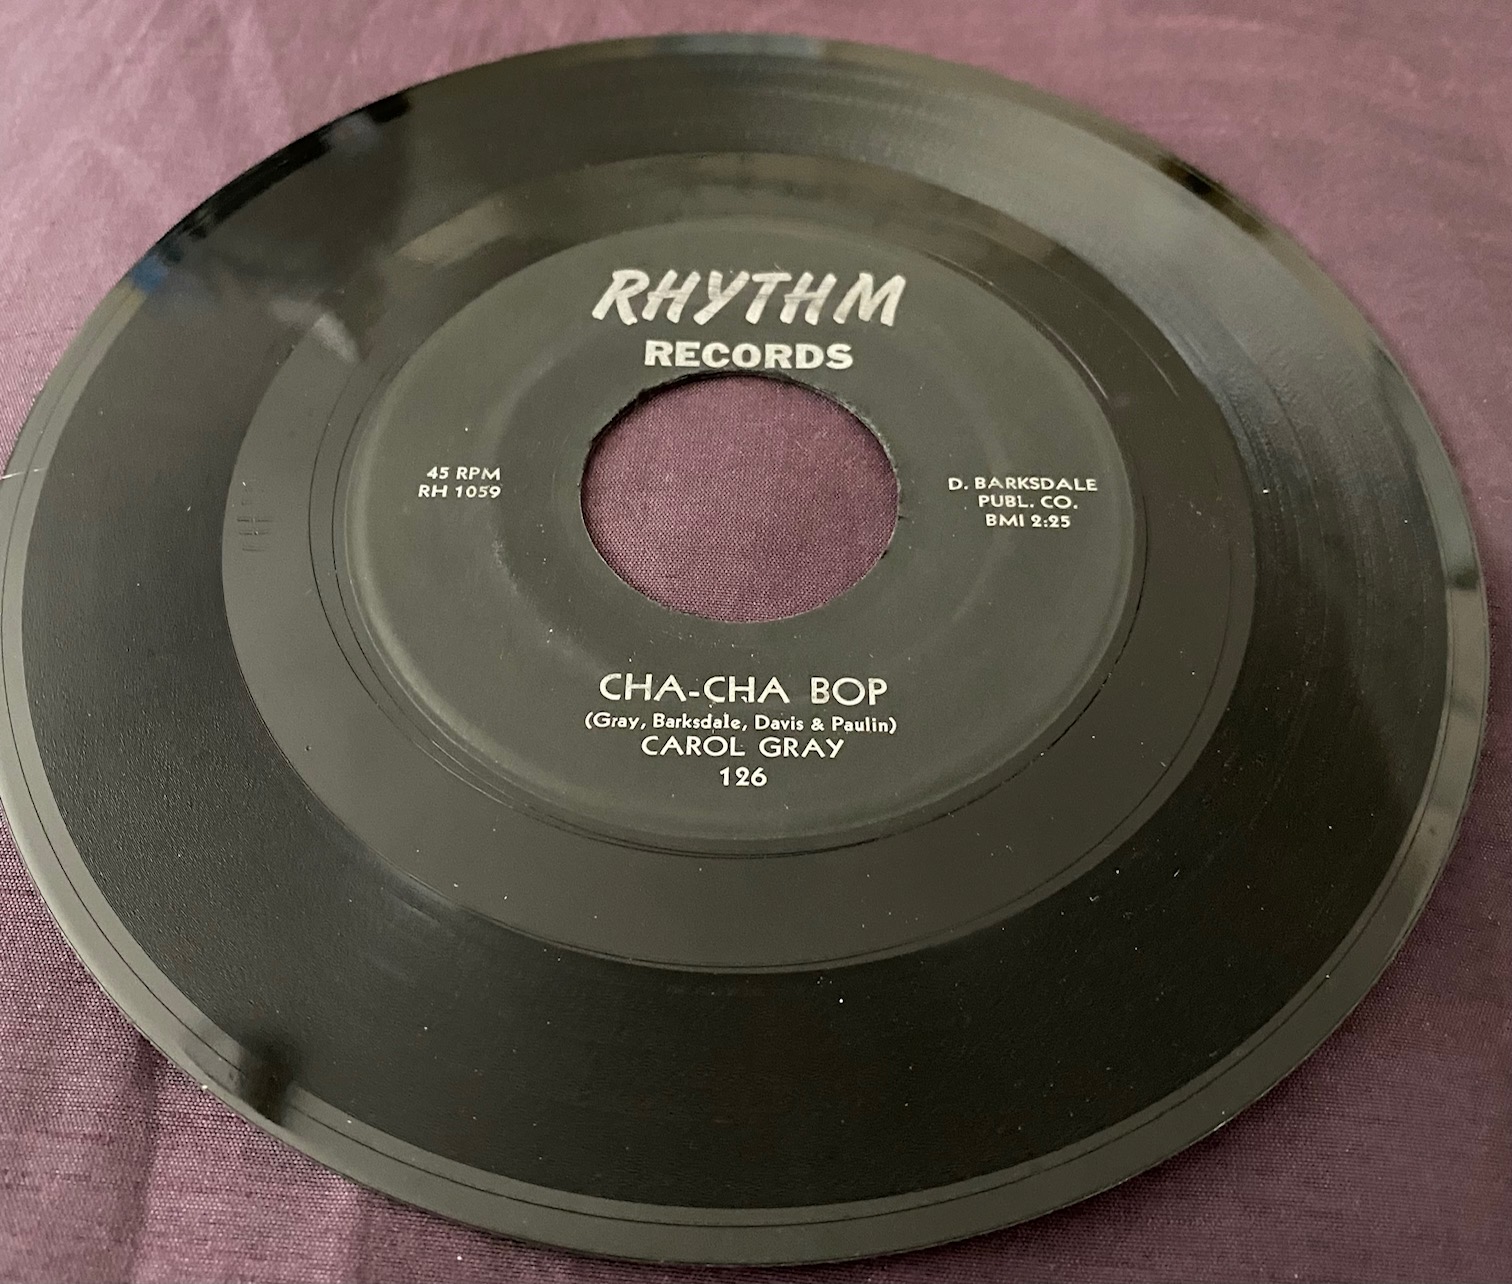 RHYTHM
RECORDS
45 RPM
RH 1059
D. BARKSDALE
PUBL. CO.
BMI 2:25
CHA-CHA BOP
(Gray, Barksdale, Davis & Paulin)
CAROL GRAY
126